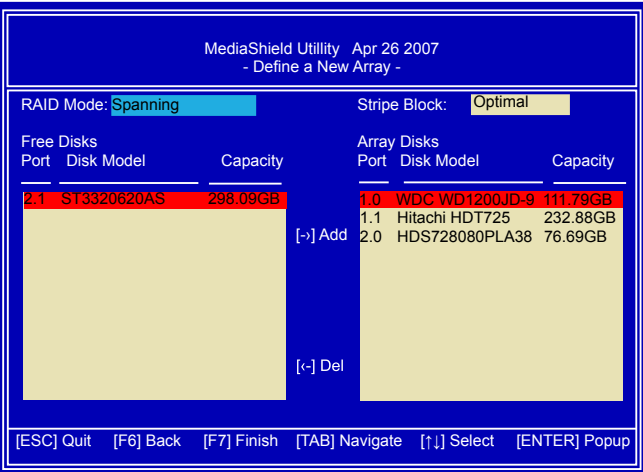 MediaShield Utillity Apr 26 2007
- Define a New Array -
RAID Mode: Spanning
Stripe Block: Optimal
Free Disks
Port Disk Model Capacity
2.1 ST3320620AS 298.09GB
Array Disks
Port Disk Model Capacity
1.0 WDC WD1200JD-9 111.79GB
1.1 Hitachi HDT725 232.88GB
2.0 HDS728080PLA38 76.69GB
[-›] Add
[‹-] Del
[ESC] Quit [F6] Back [F7] Finish [TAB] Navigate [↑↓] Select [ENTER] Popup